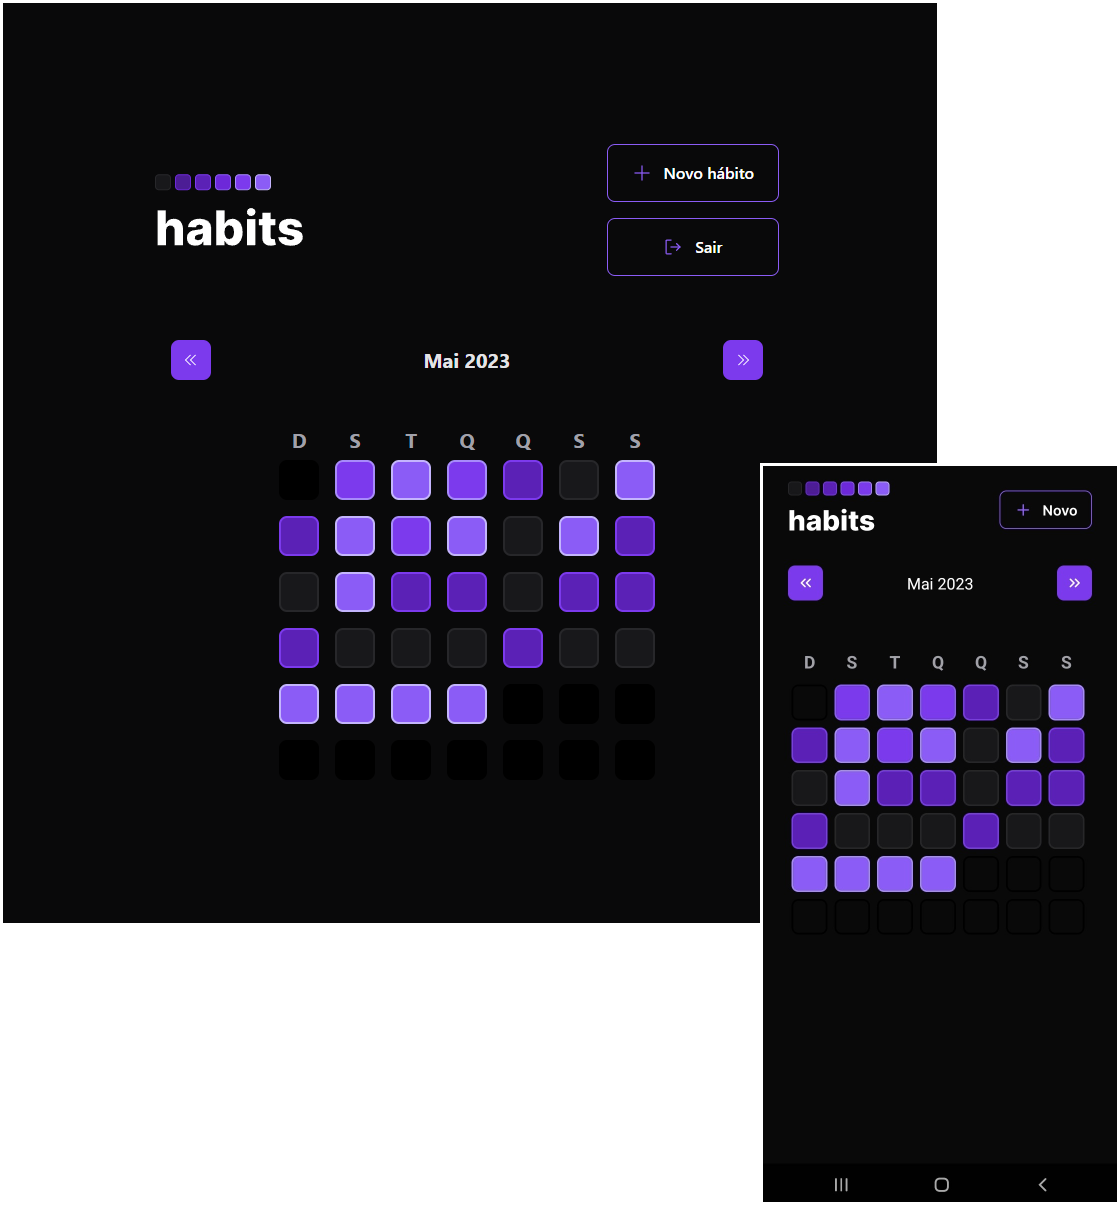 habits
Novo hábito
Sair
Mai 2023
D S T Q Q S S
habits
Novo
Mai 2023
D S T Q Q S S